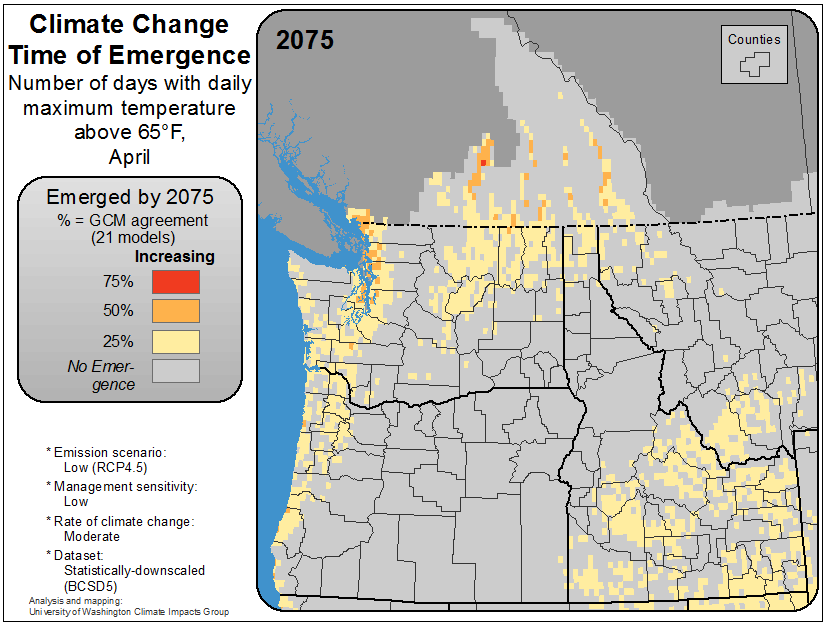 Climate Change
Time of Emergence
Number of days with daily
maximum temperature
above 65°F,
April
Emerged by 2075
% = GCM agreement
(21 models)
Increasing
75%
50%
25%
No Emer-
gence
* Emission scenario:
Low (RCP4.5)
* Management sensitivity:
Low
* Rate of climate change:
Moderate
* Dataset:
Statistically-downscaled
(BCSD5)
Analysis and mapping:
University of Washington Climate Impacts Group
2075
Counties